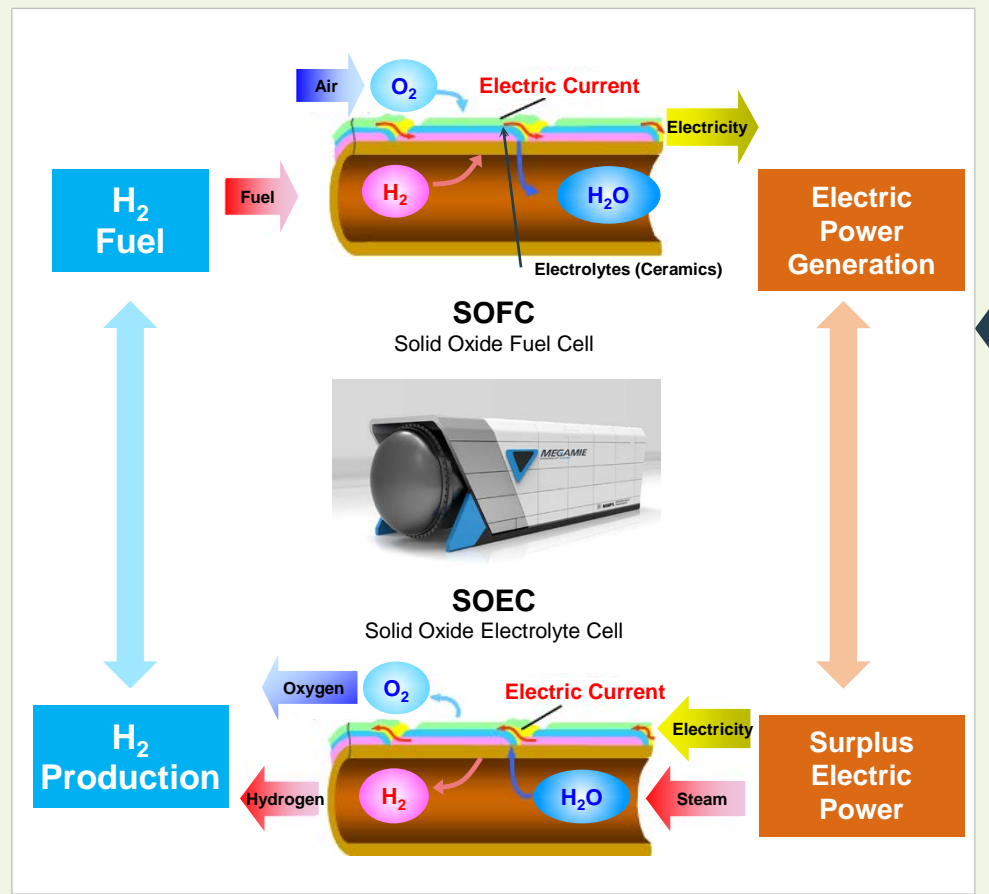 Air
O₂
Electric Current
Electricity
H₂
Fuel
Fuel
H₂
H₂O
Electric
Power
Generation
Electrolytes (Ceramics)
SOFC
Solid Oxide Fuel Cell
MEGAMIE
SOEC
Solid Oxide Electrolyte Cell
Oxygen
O₂
Electric Current
Electricity
H₂
Production
Hydrogen
H₂
H₂O
Steam
Surplus
Electric
Power